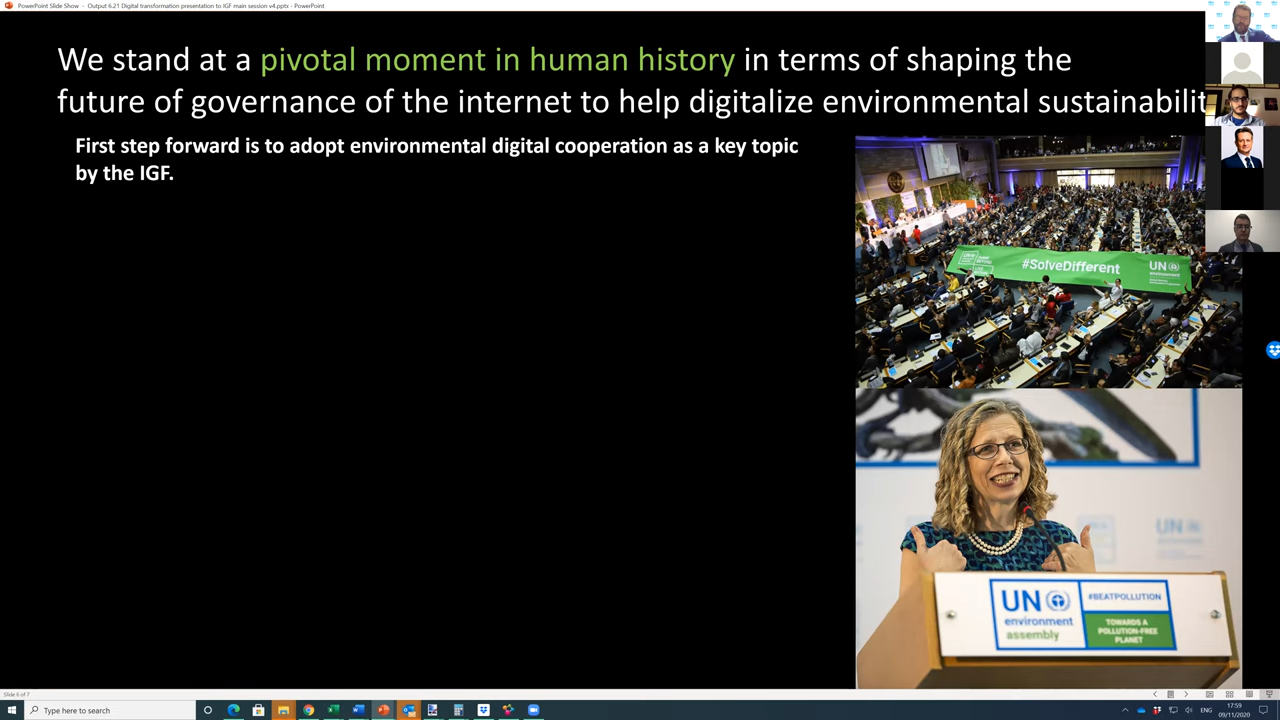 PowerPoint Slide Show - Output 6.21 Digital transformation presentation to IGF main session v4.pptx - PowerPoint
We stand at a pivotal moment in human history in terms of shaping the
future of governance of the internet to help digitalize environmental sustainabilit
First step forward is to adopt environmental digital cooperation as a key topic
by the IGF.
#SolveDifferent
UN
environment
UN
UN
environment
assembly
#BEATPOLLUTION
TOWARDS A
POLLUTION-FREE
PLANET
Slide 6 of 7
Type here to search
ENG
17:59
09/11/2020